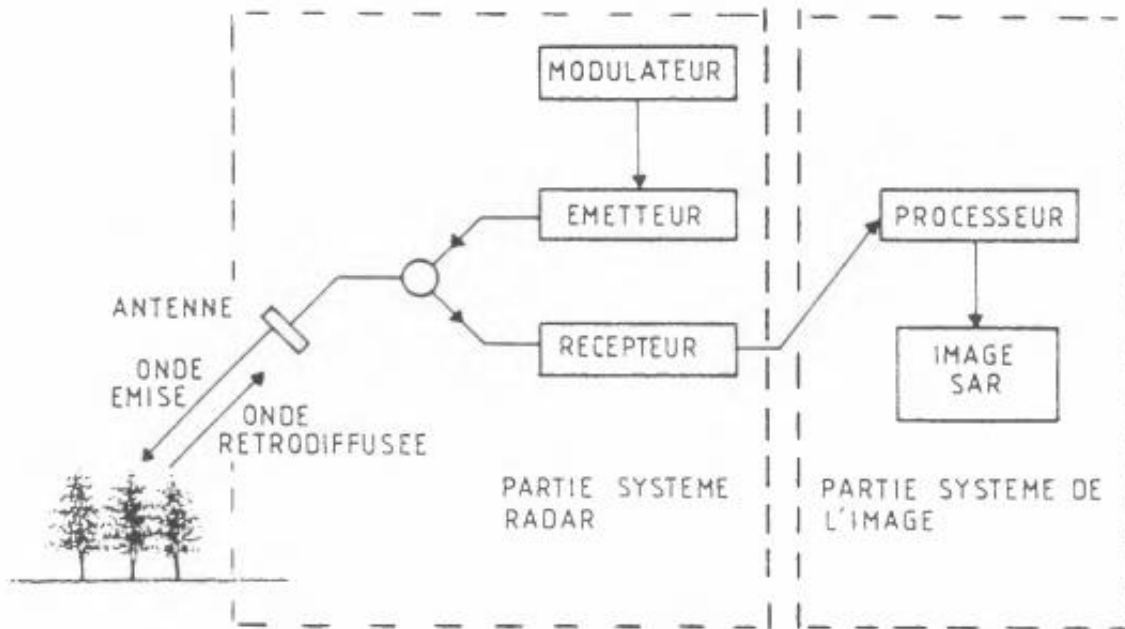 MODULATEUR
EMETTEUR
PROCESSEUR
ANTENNE
RECEPTEUR
IMAGE
SAR
ONDE
EMISE
ONDE
RETRODIFFUSEE
PARTIE SYSTEME
RADAR
PARTIE SYSTEME DE
L'IMAGE